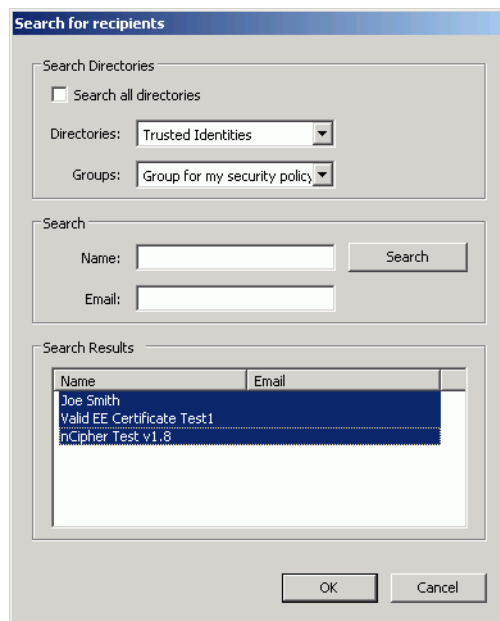 Search for recipients
Search Directories
Search all directories
Directories: Trusted Identities
Groups: Group for my security policy
Search
Name: Search
Email:
Search Results
Name Email
Joe Smith
Valid EE Certificate Test1
nCipher Test v1.8
OK Cancel